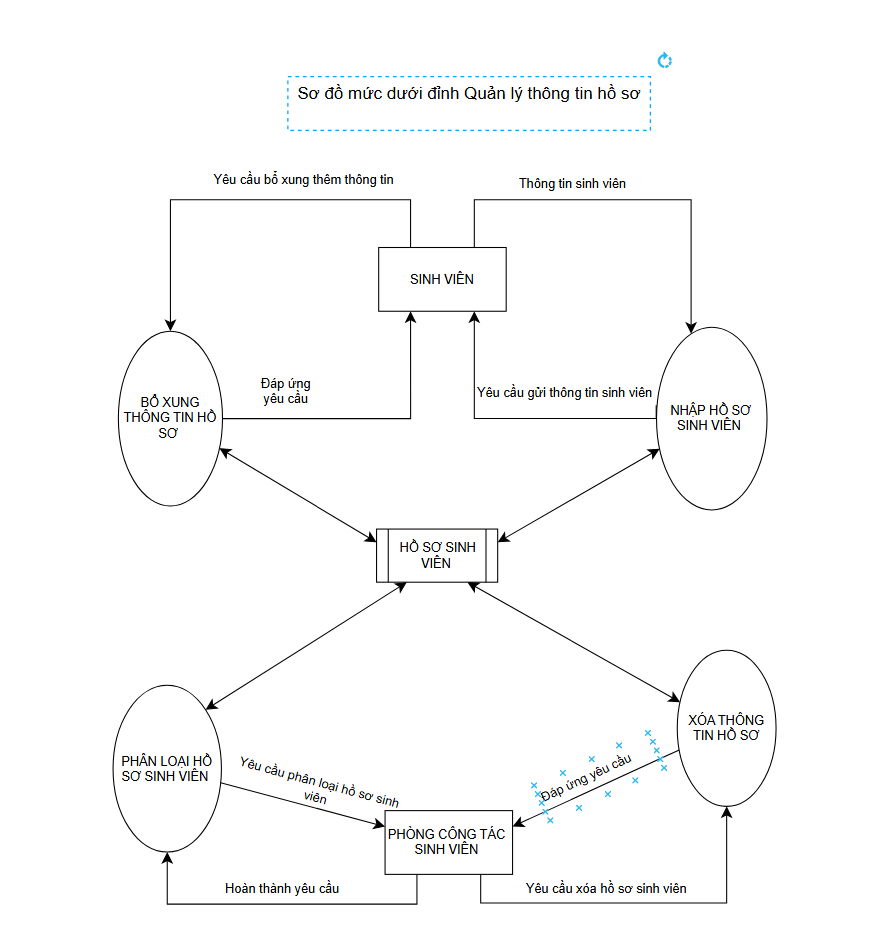 Sơ đồ mức dưới đỉnh Quản lý thông tin hồ sơ
Yêu cầu bổ xung thêm thông tin
Thông tin sinh viên
SINH VIÊN
Đáp ứng
yêu cầu
Yêu cầu gửi thông tin sinh viên
BỔ XUNG
THÔNG TIN HỒ
SƠ
NHẬP HỒ SƠ
SINH VIÊN
HỒ SƠ SINH
VIÊN
XÓA THÔNG
TIN HỒ SƠ
PHÂN LOẠI HỒ
SƠ SINH VIÊN
Yêu cầu phân loại hồ sơ sinh
viên
Đáp ứng yêu cầu
PHÒNG CÔNG TÁC
SINH VIÊN
Hoàn thành yêu cầu
Yêu cầu xóa hồ sơ sinh viên